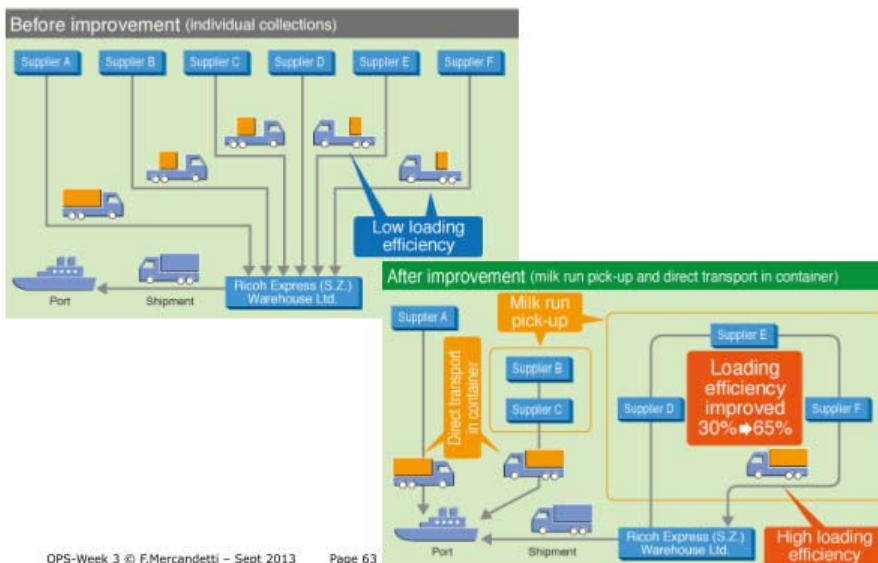 Before improvement (individual collections)
Supplier A
Supplier B
Supplier C
Supplier D
Supplier E
Supplier F
Low loading
efficiency
Port
Shipment
Ricoh Express (S.Z.)
Warehouse Ltd.
After improvement (milk run pick-up and direct transport in container)
Supplier A
Milk run
pick-up
Supplier B
Supplier C
Direct transport
in container
Supplier E
Supplier D
Supplier F
Loading
efficiency
improved
30%➡65%
Port
Shipment
Ricoh Express (S.Z.)
Warehouse Ltd.
High loading
efficiency
OPS-Week 3 © F.Mercandetti – Sept 2013 Page 63